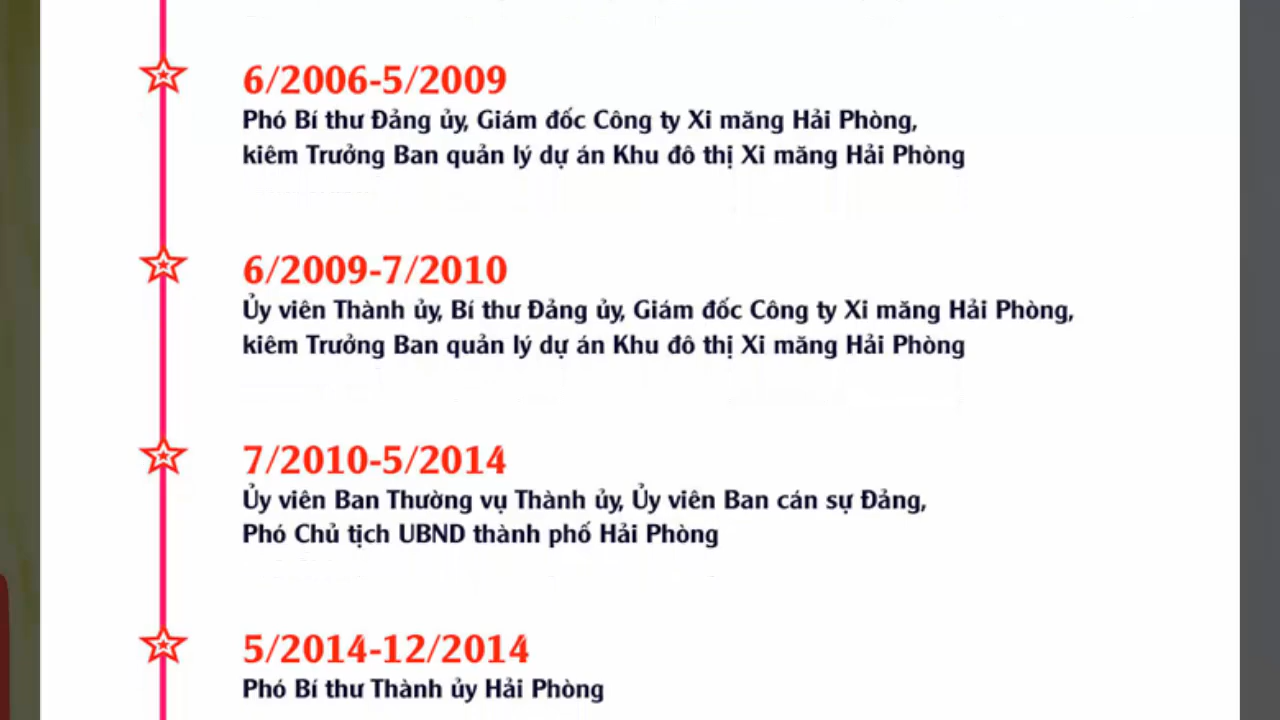 6/2006-5/2009
Phó Bí thư Đảng ủy, Giám đốc Công ty Xi măng Hải Phòng,
kiêm Trưởng Ban quản lý dự án Khu đô thị Xi măng Hải Phòng
6/2009-7/2010
Ủy viên Thành ủy, Bí thư Đảng ủy, Giám đốc Công ty Xi măng Hải Phòng,
kiêm Trưởng Ban quản lý dự án Khu đô thị Xi măng Hải Phòng
7/2010-5/2014
Ủy viên Ban Thường vụ Thành ủy, Ủy viên Ban cán sự Đảng,
Phó Chủ tịch UBND thành phố Hải Phòng
5/2014-12/2014
Phó Bí thư Thành ủy Hải Phòng